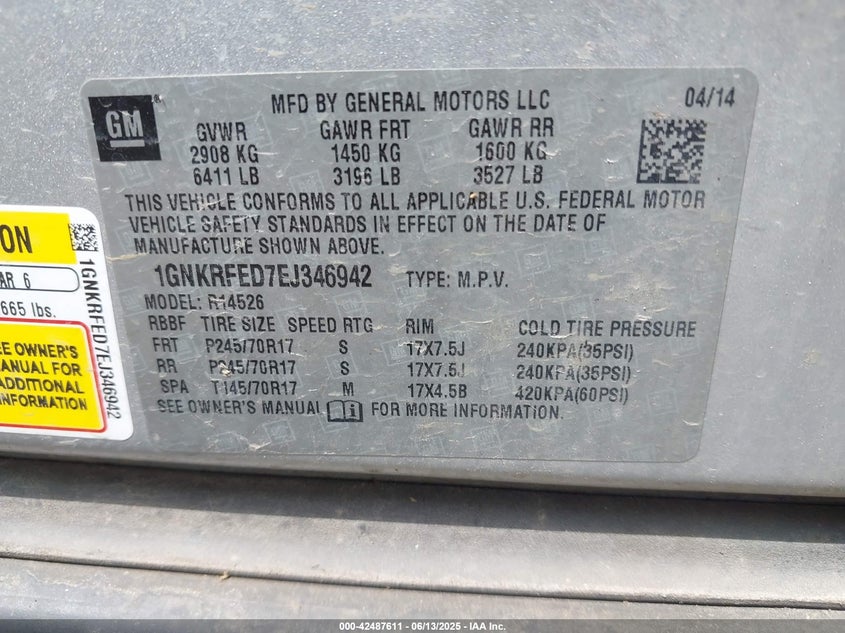 GM
MFD BY GENERAL MOTORS LLC 04/14
GVWR GAWR FRT GAWR RR
2908 KG 1450 KG 1600 KG
6411 LB 3196 LB 3527 LB
THIS VEHICLE CONFORMS TO ALL APPLICABLE U.S. FEDERAL MOTOR
VEHICLE SAFETY STANDARDS IN EFFECT ON THE DATE OF
MANUFACTURE SHOWN ABOVE.
1GNKRFED7EJ346942 TYPE: M.P.V.
MODEL: R14526
RBBF TIRE SIZE SPEED RTG RIM COLD TIRE PRESSURE
FRT P245/70R17 S 17X7.5J 240KPA(35PSI)
RR P245/70R17 S 17X7.5J 240KPA(35PSI)
SPA T145/70R17 M 17X4.5B 420KPA(60PSI)
SEE OWNER'S MANUAL FOR MORE INFORMATION.
ON
AR 6
665 lbs.
EE OWNER'S
MANUAL FOR
ADDITIONAL
INFORMATION
1GNKRFED7EJ346942
000-42487611 - 06/13/2025 - IAA Inc.